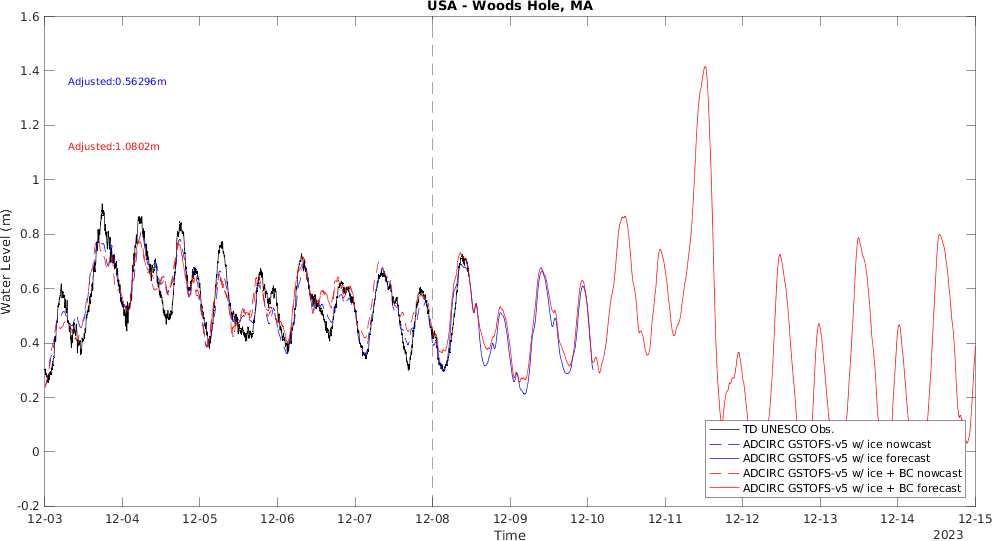 USA - Woods Hole, MA
1.6
1.4
1.2
1
0.8
0.6
0.4
0.2
0
-0.2
Water Level (m)
Adjusted:0.56296m
Adjusted:1.0802m
TD UNESCO Obs.
ADCIRC GSTOFS-v5 w/ ice nowcast
ADCIRC GSTOFS-v5 w/ ice forecast
ADCIRC GSTOFS-v5 w/ ice + BC nowcast
ADCIRC GSTOFS-v5 w/ ice + BC forecast
12-03 12-04 12-05 12-06 12-07 12-08 12-09 12-10 12-11 12-12 12-13 12-14 12-15
Time
2023